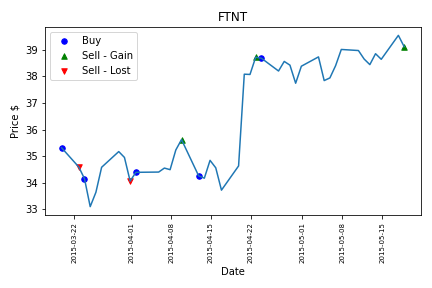 FTNT
Buy
Sell - Gain
Sell - Lost
Price $
39
38
37
36
35
34
33
2015-03-22
2015-04-01
2015-04-08
2015-04-15
2015-04-22
2015-05-01
2015-05-08
2015-05-15
Date